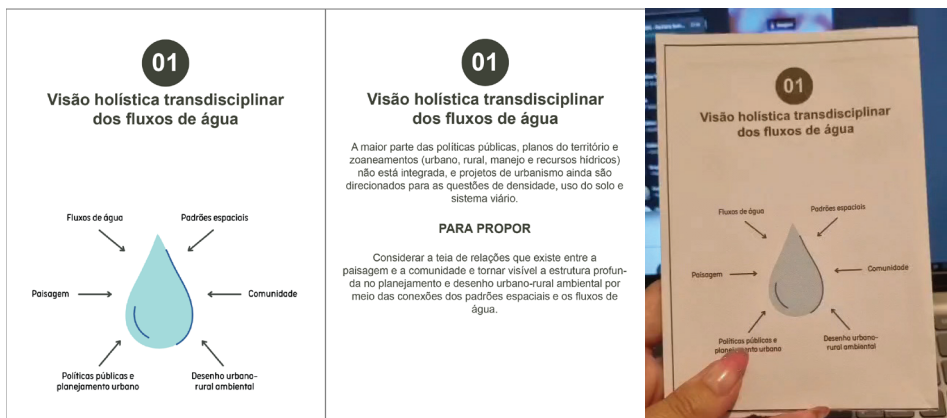 01
Visão holística transdisciplinar
dos fluxos de água
Fluxos de água
Padrões espaciais
Paisagem
Comunidade
Políticas públicas e
planejamento urbano
Desenho urbano-
rural ambiental
01
Visão holística transdisciplinar
dos fluxos de água
A maior parte das políticas públicas, planos do território e
zoaneamentos (urbano, rural, manejo e recursos hídricos)
não está integrada, e projetos de urbanismo ainda são
direcionados para as questões de densidade, uso do solo e
sistema viário.
PARA PROPOR
Considerar a teia de relações que existe entre a
paisagem e a comunidade e tornar visível a estrutura profun-
da no planejamento e desenho urbano-rural ambiental por
meio das conexões dos padrões espaciais e os fluxos de
água.
01
Visão holística transdisciplinar
dos fluxos de água
Fluxos de água
Padrões espaciais
Paisagem
Comunidade
Políticas públicas e
planejamento urbano
Desenho urbano-
rural ambiental